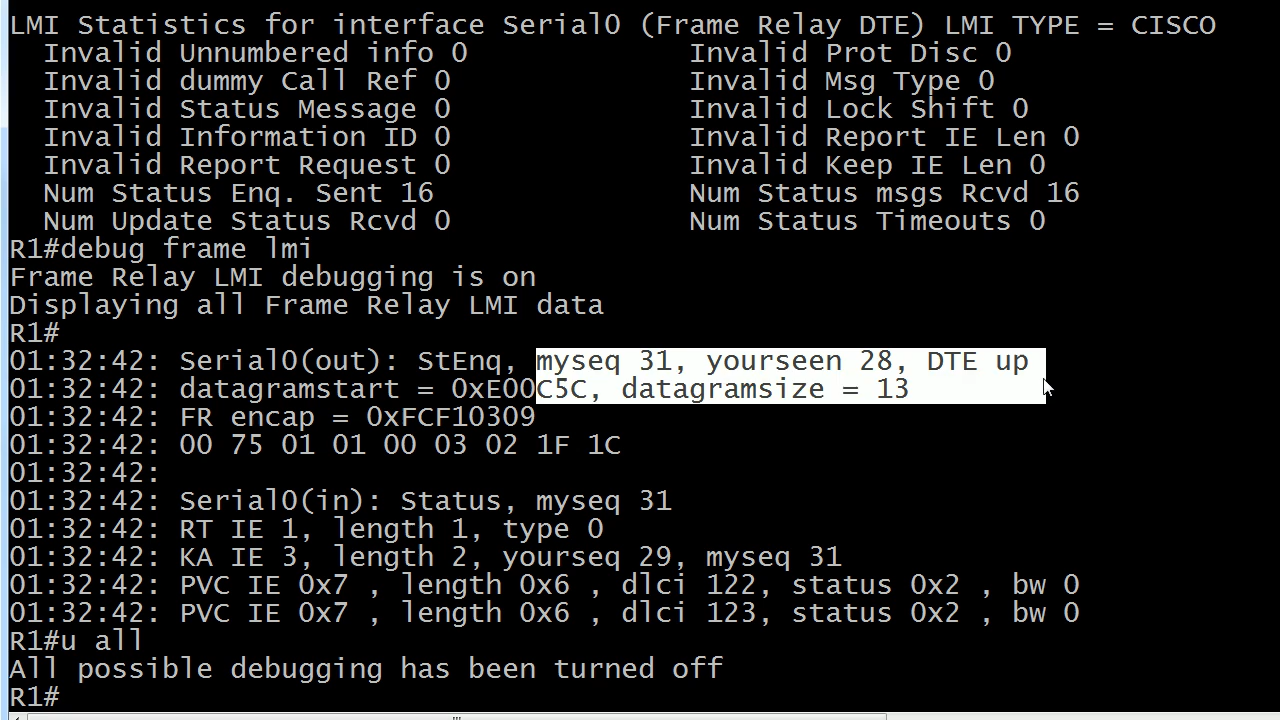 LMI Statistics for interface Serial0 (Frame Relay DTE) LMI TYPE = CISCO
  Invalid Unnumbered info 0             Invalid Prot Disc 0
  Invalid dummy Call Ref 0              Invalid Msg Type 0
  Invalid Status Message 0              Invalid Lock Shift 0
  Invalid Information ID 0              Invalid Report IE Len 0
  Invalid Report Request 0              Invalid Keep IE Len 0
  Num Status Enq. Sent 16               Num Status msgs Rcvd 16
  Num Update Status Rcvd 0              Num Status Timeouts 0
R1#debug frame lmi
Frame Relay LMI debugging is on
Displaying all Frame Relay LMI data
R1#
01:32:42: Serial0(out): StEnq, myseq 31, yourseen 28, DTE up
01:32:42: datagramstart = 0xE00C5C, datagramsize = 13
01:32:42: FR encap = 0xFCF10309
01:32:42: 00 75 01 01 00 03 02 1F 1C
01:32:42:
01:32:42: Serial0(in): Status, myseq 31
01:32:42: RT IE 1, length 1, type 0
01:32:42: KA IE 3, length 2, yourseq 29, myseq 31
01:32:42: PVC IE 0x7 , length 0x6 , dlci 122, status 0x2 , bw 0
01:32:42: PVC IE 0x7 , length 0x6 , dlci 123, status 0x2 , bw 0
R1#u all
All possible debugging has been turned off
R1#